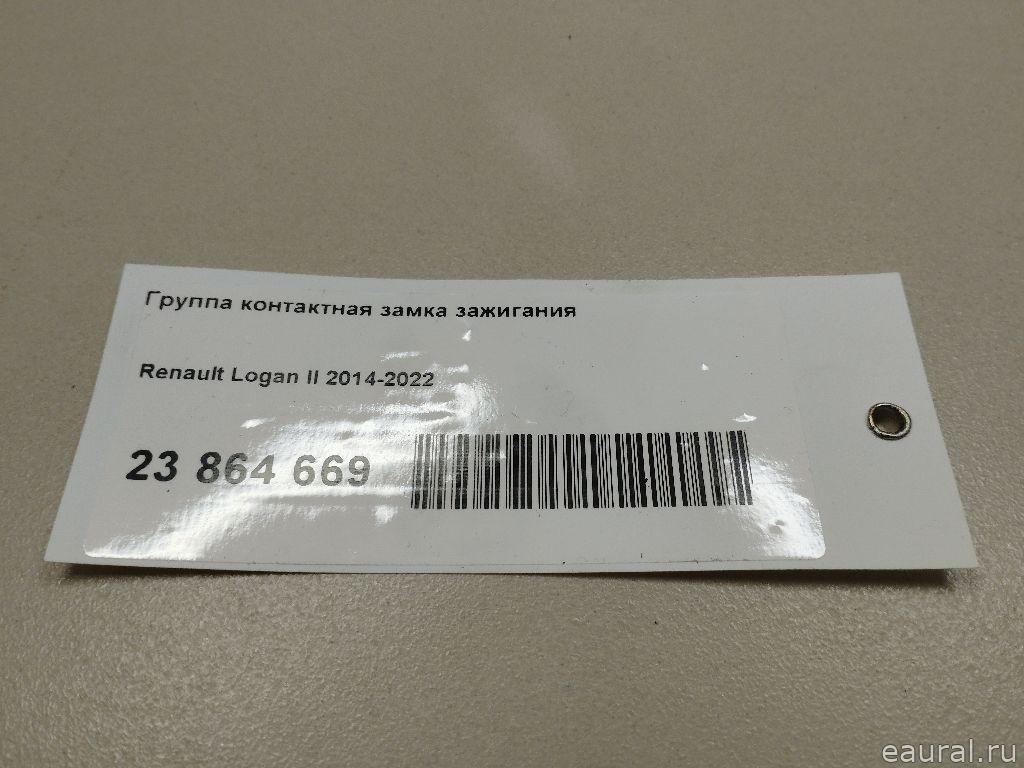 Группа контактная замка зажигания
Renault Logan II 2014-2022
23 864 669
eaural.ru